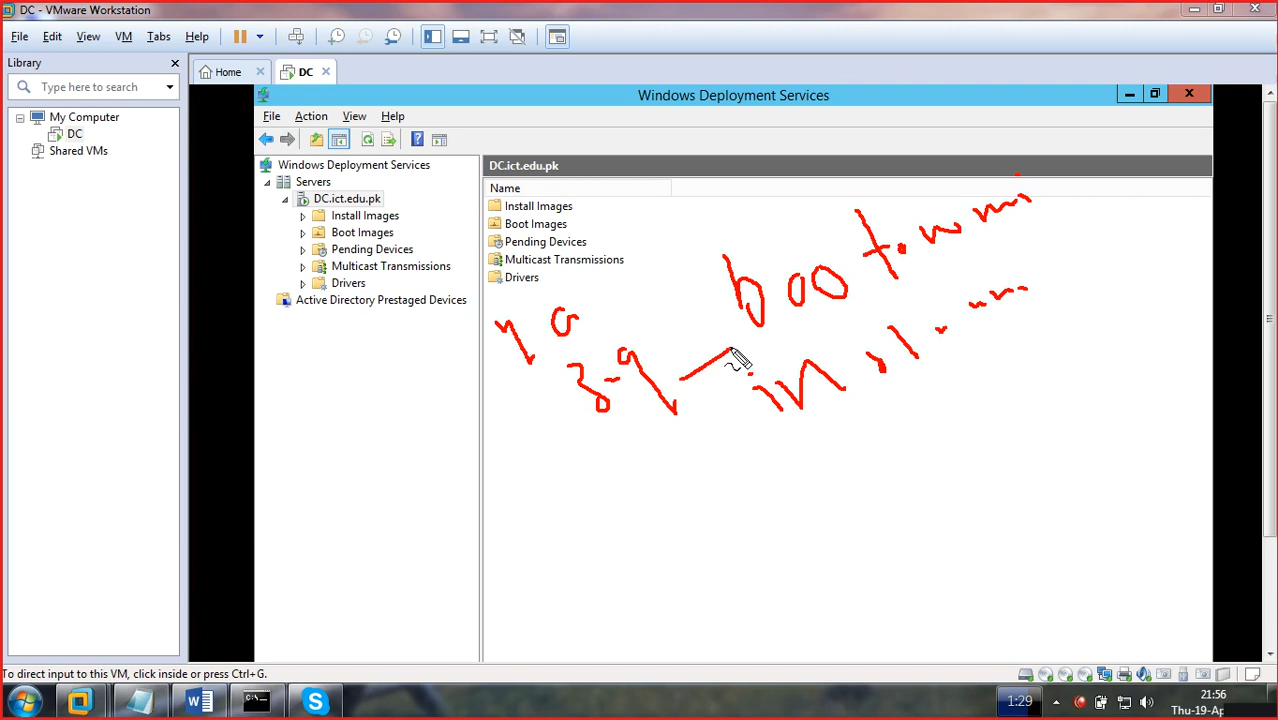 DC - VMware Workstation
File Edit View VM Tabs Help
Library
Type here to search
My Computer
DC
Shared VMs
Home
DC
Windows Deployment Services
File Action View Help
Windows Deployment Services
Servers
DC.ict.edu.pk
Install Images
Boot Images
Pending Devices
Multicast Transmissions
Drivers
Active Directory Prestaged Devices
DC.ict.edu.pk
Name
Install Images
Boot Images
Pending Devices
Multicast Transmissions
Drivers
boot.wmi
To direct input to this VM, click inside or press Ctrl+G.
1:29
21:56
Thu-19-Ap